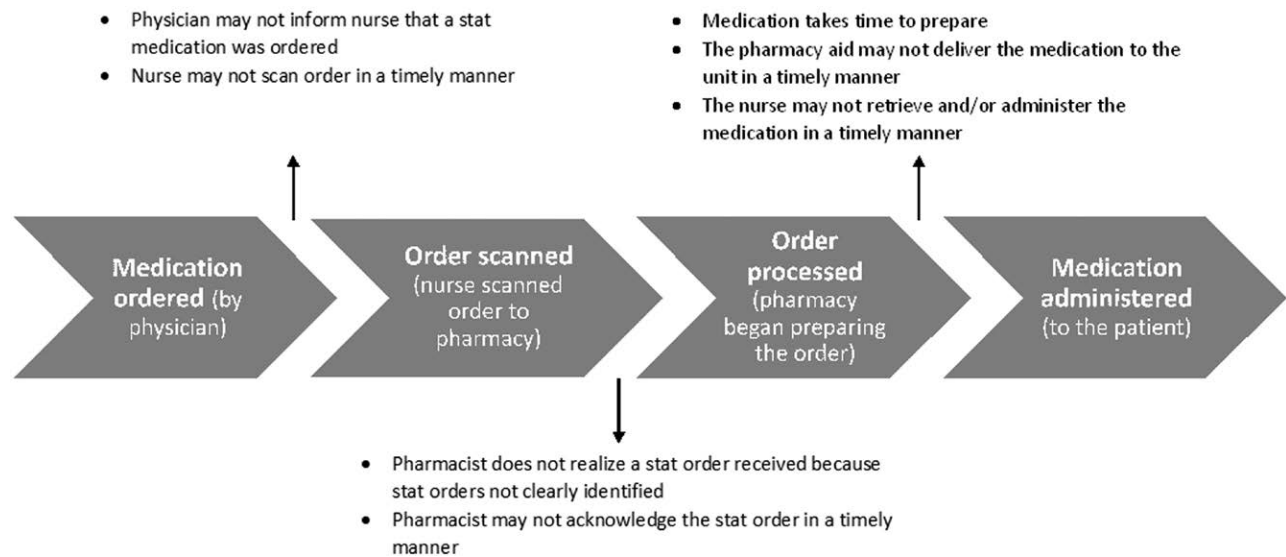 • Physician may not inform nurse that a stat
medication was ordered
• Nurse may not scan order in a timely manner
• Medication takes time to prepare
• The pharmacy aid may not deliver the medication to the
unit in a timely manner
• The nurse may not retrieve and/or administer the
medication in a timely manner
Medication
ordered (by
physician)
Order scanned
(nurse scanned
order to
pharmacy)
Order
processed
(pharmacy
began preparing
the order)
Medication
administered
(to the patient)
• Pharmacist does not realize a stat order received because
stat orders not clearly identified
• Pharmacist may not acknowledge the stat order in a timely
manner